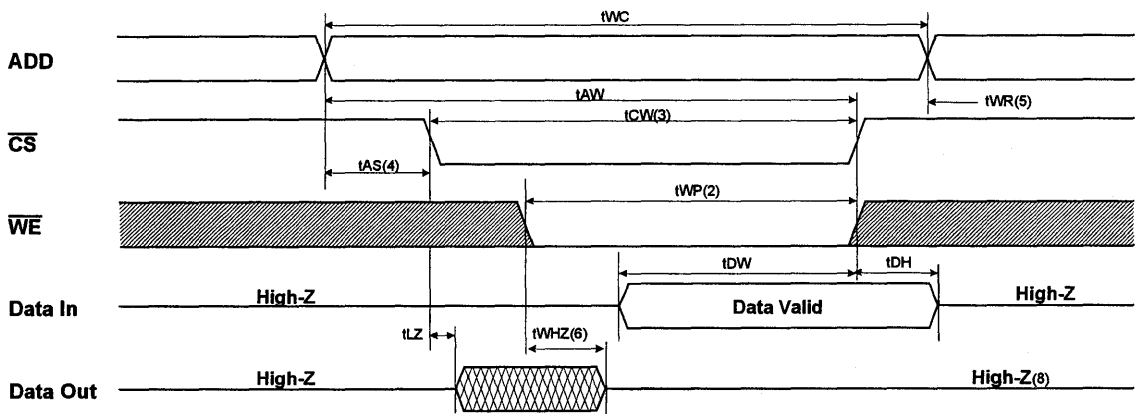 tWC
ADD
tAW
tWR(5)
tCW(3)
CS
tAS(4)
tWP(2)
WE
tDW
tDH
Data In
High-Z
Data Valid
High-Z
tLZ
tWHZ(6)
Data Out
High-Z
High-Z(8)